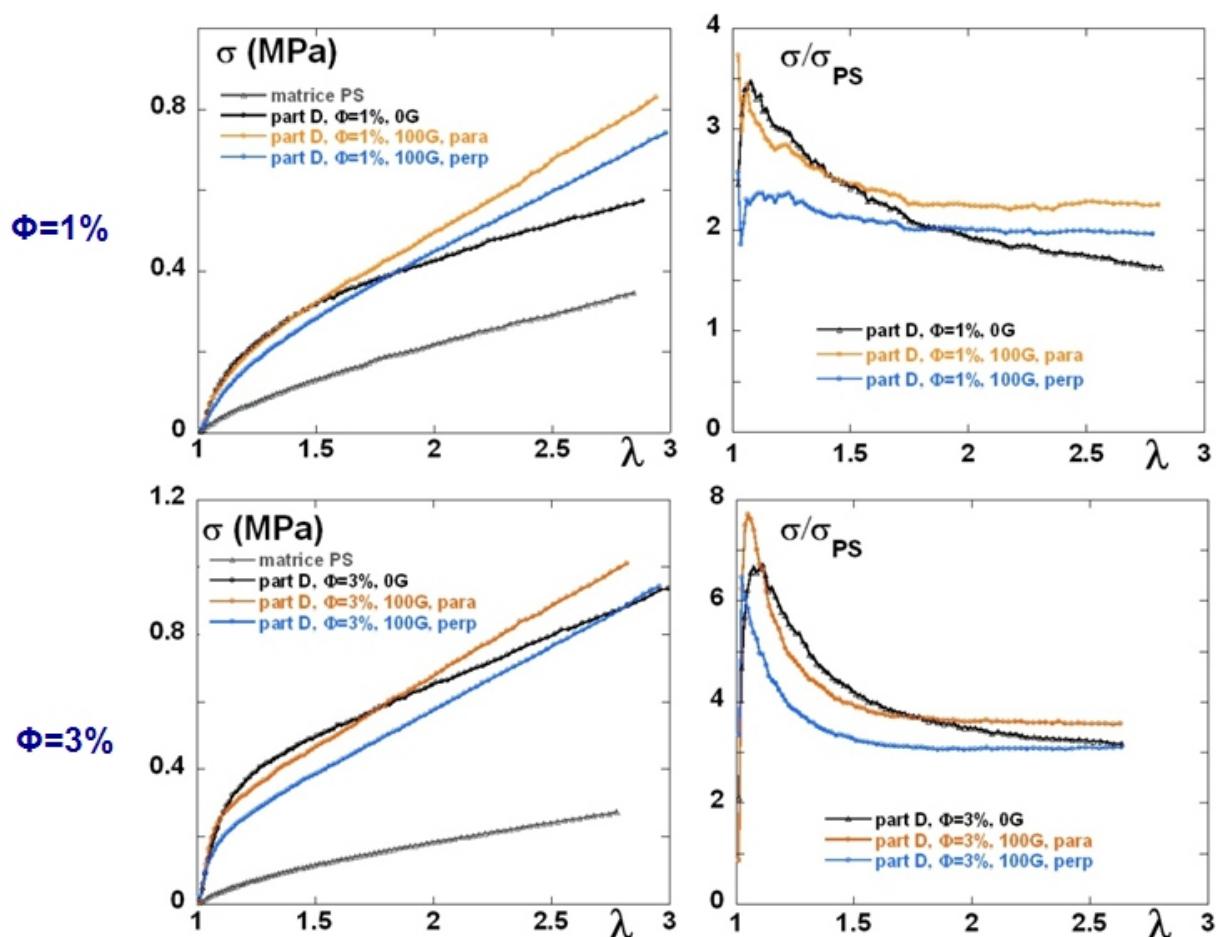 σ (MPa)
matrice PS
part D, Φ=1%, 0G
part D, Φ=1%, 100G, para
part D, Φ=1%, 100G, perp
0.8
0.4
0
1
1.5
2
2.5
3
λ
Φ=1%
σ/σPS
4
3
2
1
0
part D, Φ=1%, 0G
part D, Φ=1%, 100G, para
part D, Φ=1%, 100G, perp
1
1.5
2
2.5
3
λ
1.2
σ (MPa)
matrice PS
part D, Φ=3%, 0G
part D, Φ=3%, 100G, para
part D, Φ=3%, 100G, perp
0.8
0.4
0
1
1.5
2
2.5
3
λ
Φ=3%
8
σ/σPS
6
4
2
0
part D, Φ=3%, 0G
part D, Φ=3%, 100G, para
part D, Φ=3%, 100G, perp
1
1.5
2
2.5
3
λ